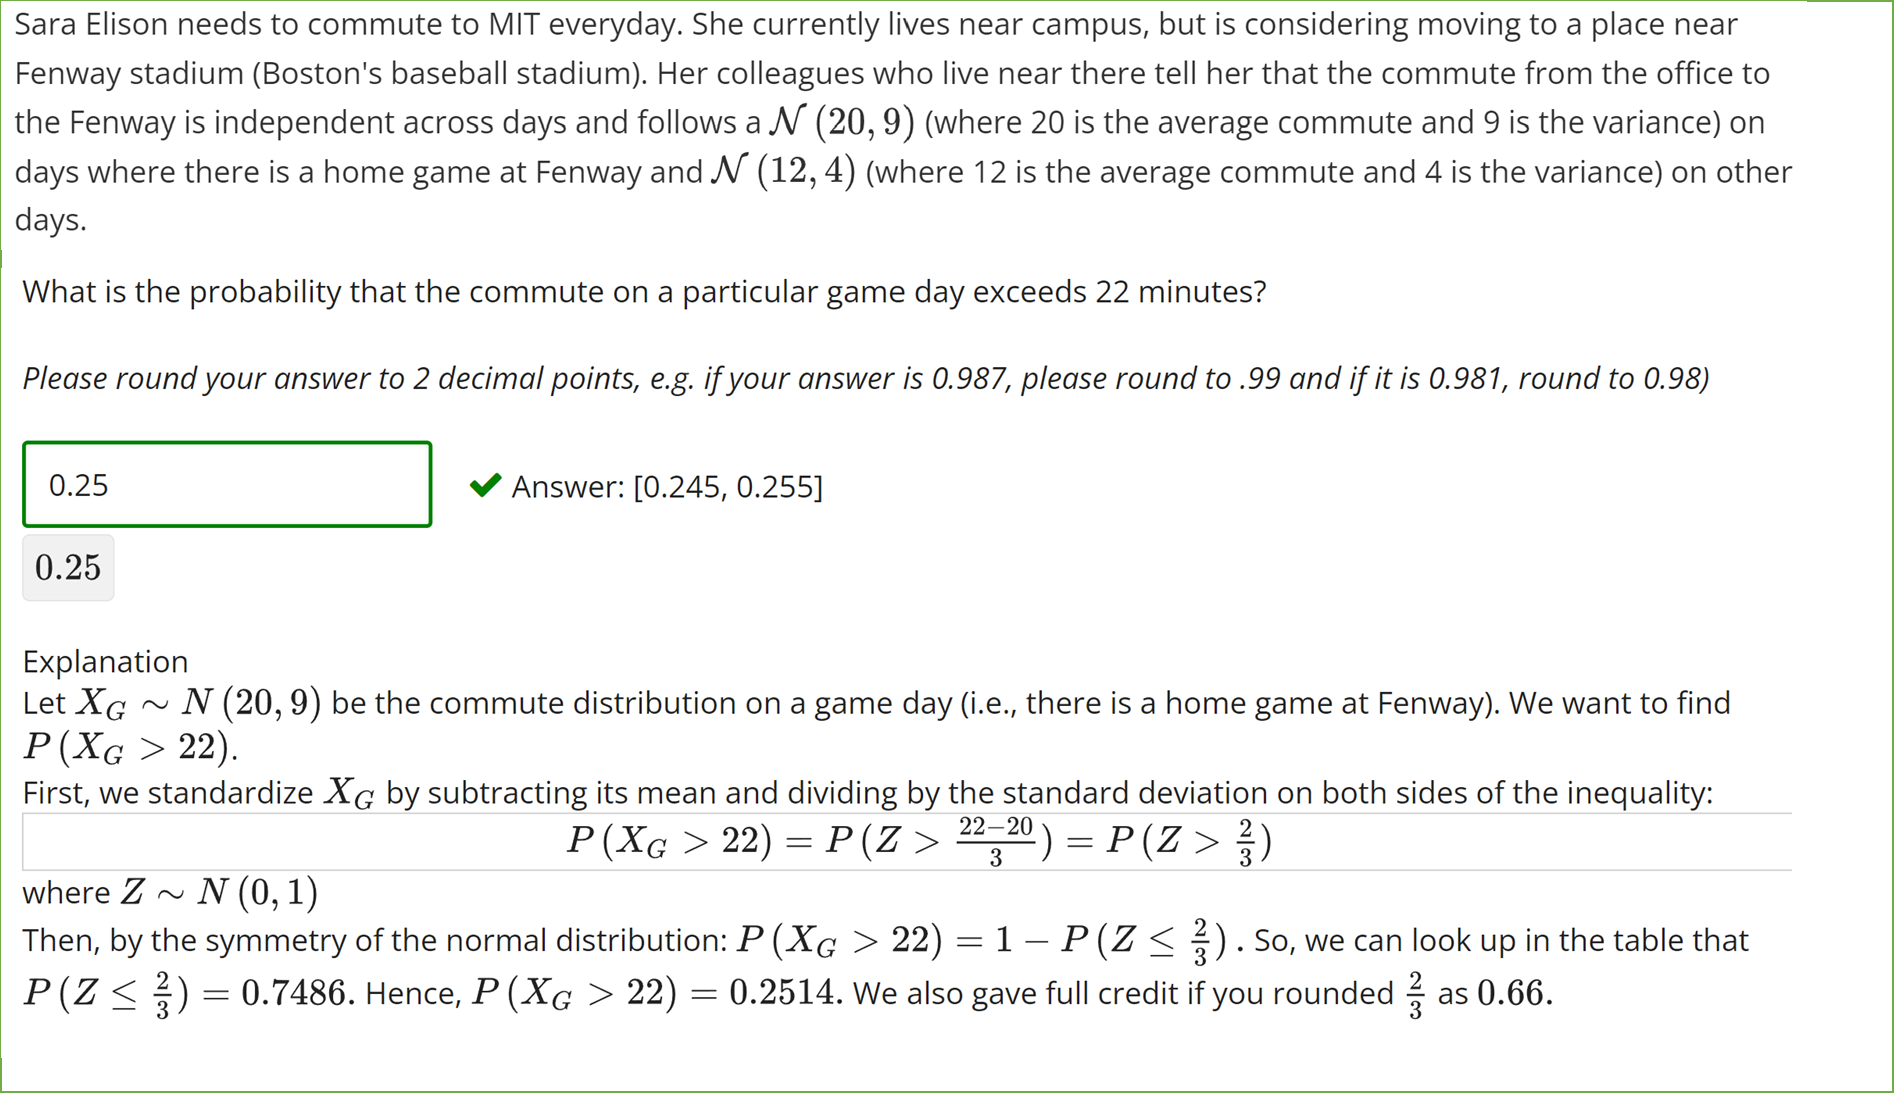 Sara Elison needs to commute to MIT everyday. She currently lives near campus, but is considering moving to a place near
Fenway stadium (Boston's baseball stadium). Her colleagues who live near there tell her that the commute from the office to
the Fenway is independent across days and follows a 𝒩 (20, 9) (where 20 is the average commute and 9 is the variance) on
days where there is a home game at Fenway and 𝒩 (12, 4) (where 12 is the average commute and 4 is the variance) on other
days.
What is the probability that the commute on a particular game day exceeds 22 minutes?
Please round your answer to 2 decimal points, e.g. if your answer is 0.987, please round to .99 and if it is 0.981, round to 0.98)
0.25
✔ Answer: [0.245, 0.255]
0.25
Explanation
Let X_G ∼ N (20, 9) be the commute distribution on a game day (i.e., there is a home game at Fenway). We want to find
P (X_G > 22).
First, we standardize X_G by subtracting its mean and dividing by the standard deviation on both sides of the inequality:
P (X_G > 22) = P (Z > \frac{22−20}{3}) = P (Z > \frac{2}{3})
where Z ∼ N (0, 1)
Then, by the symmetry of the normal distribution: P (X_G > 22) = 1 − P (Z ≤ \frac{2}{3}). So, we can look up in the table that
P (Z ≤ \frac{2}{3}) = 0.7486. Hence, P (X_G > 22) = 0.2514. We also gave full credit if you rounded \frac{2}{3} as 0.66.